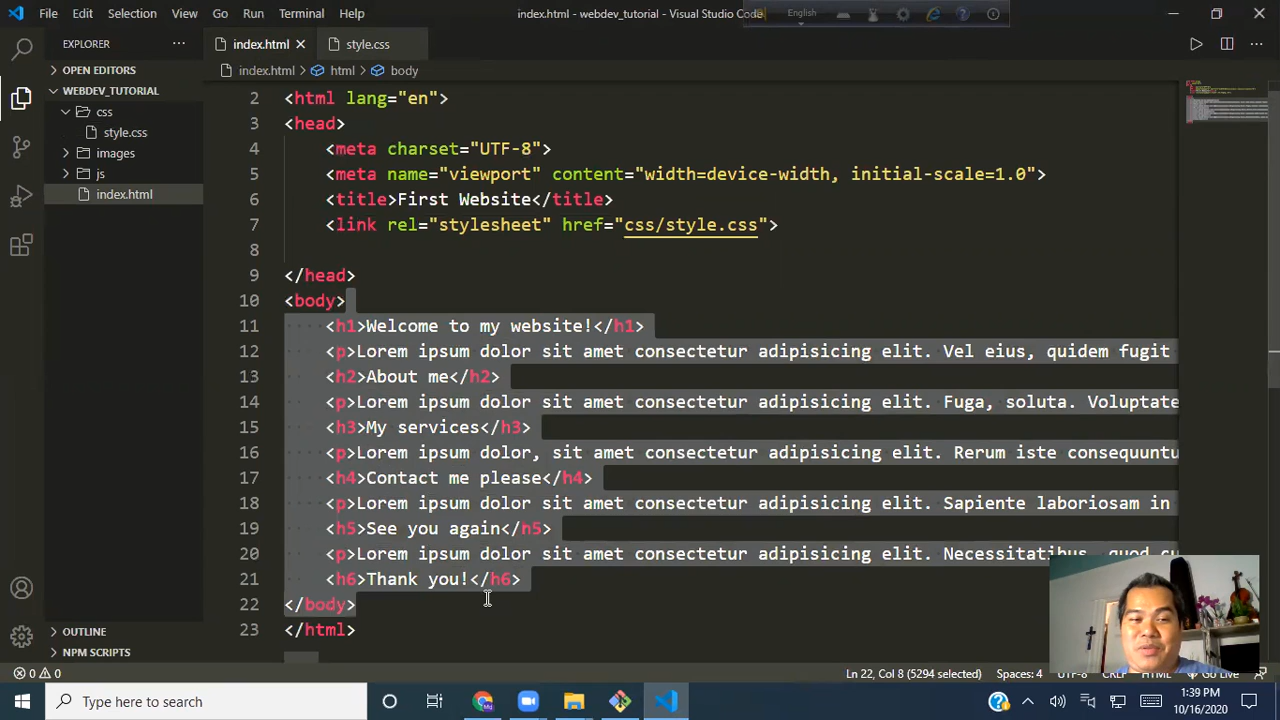 File Edit Selection View Go Run Terminal Help
index.html - webdev_tutorial - Visual Studio Code
English
EXPLORER
index.html
style.css
OPEN EDITORS
index.html > html > body
WEBDEV_TUTORIAL
css
style.css
images
js
index.html
2 <html lang="en">
3 <head>
4 <meta charset="UTF-8">
5 <meta name="viewport" content="width=device-width, initial-scale=1.0">
6 <title>First Website</title>
7 <link rel="stylesheet" href="css/style.css">
8
9 </head>
10 <body>
11 <h1>Welcome to my website!</h1>
12 <p>Lorem ipsum dolor sit amet consectetur adipisicing elit. Vel eius, quidem fugit
13 <h2>About me</h2>
14 <p>Lorem ipsum dolor sit amet consectetur adipisicing elit. Fuga, soluta. Voluptate
15 <h3>My services</h3>
16 <p>Lorem ipsum dolor, sit amet consectetur adipisicing elit. Rerum iste consequuntu
17 <h4>Contact me please</h4>
18 <p>Lorem ipsum dolor sit amet consectetur adipisicing elit. Sapiente laboriosam in
19 <h5>See you again</h5>
20 <p>Lorem ipsum dolor sit amet consectetur adipisicing elit. Necessitatibus, quod
21 <h6>Thank you!</h6>
22 </body>
23 </html>
OUTLINE
NPM SCRIPTS
0 0
Ln 22, Col 8 (5294 selected) Spaces: 4 UTF-8 CRLF HTML Go Live
Type here to search
1:39 PM
10/16/2020